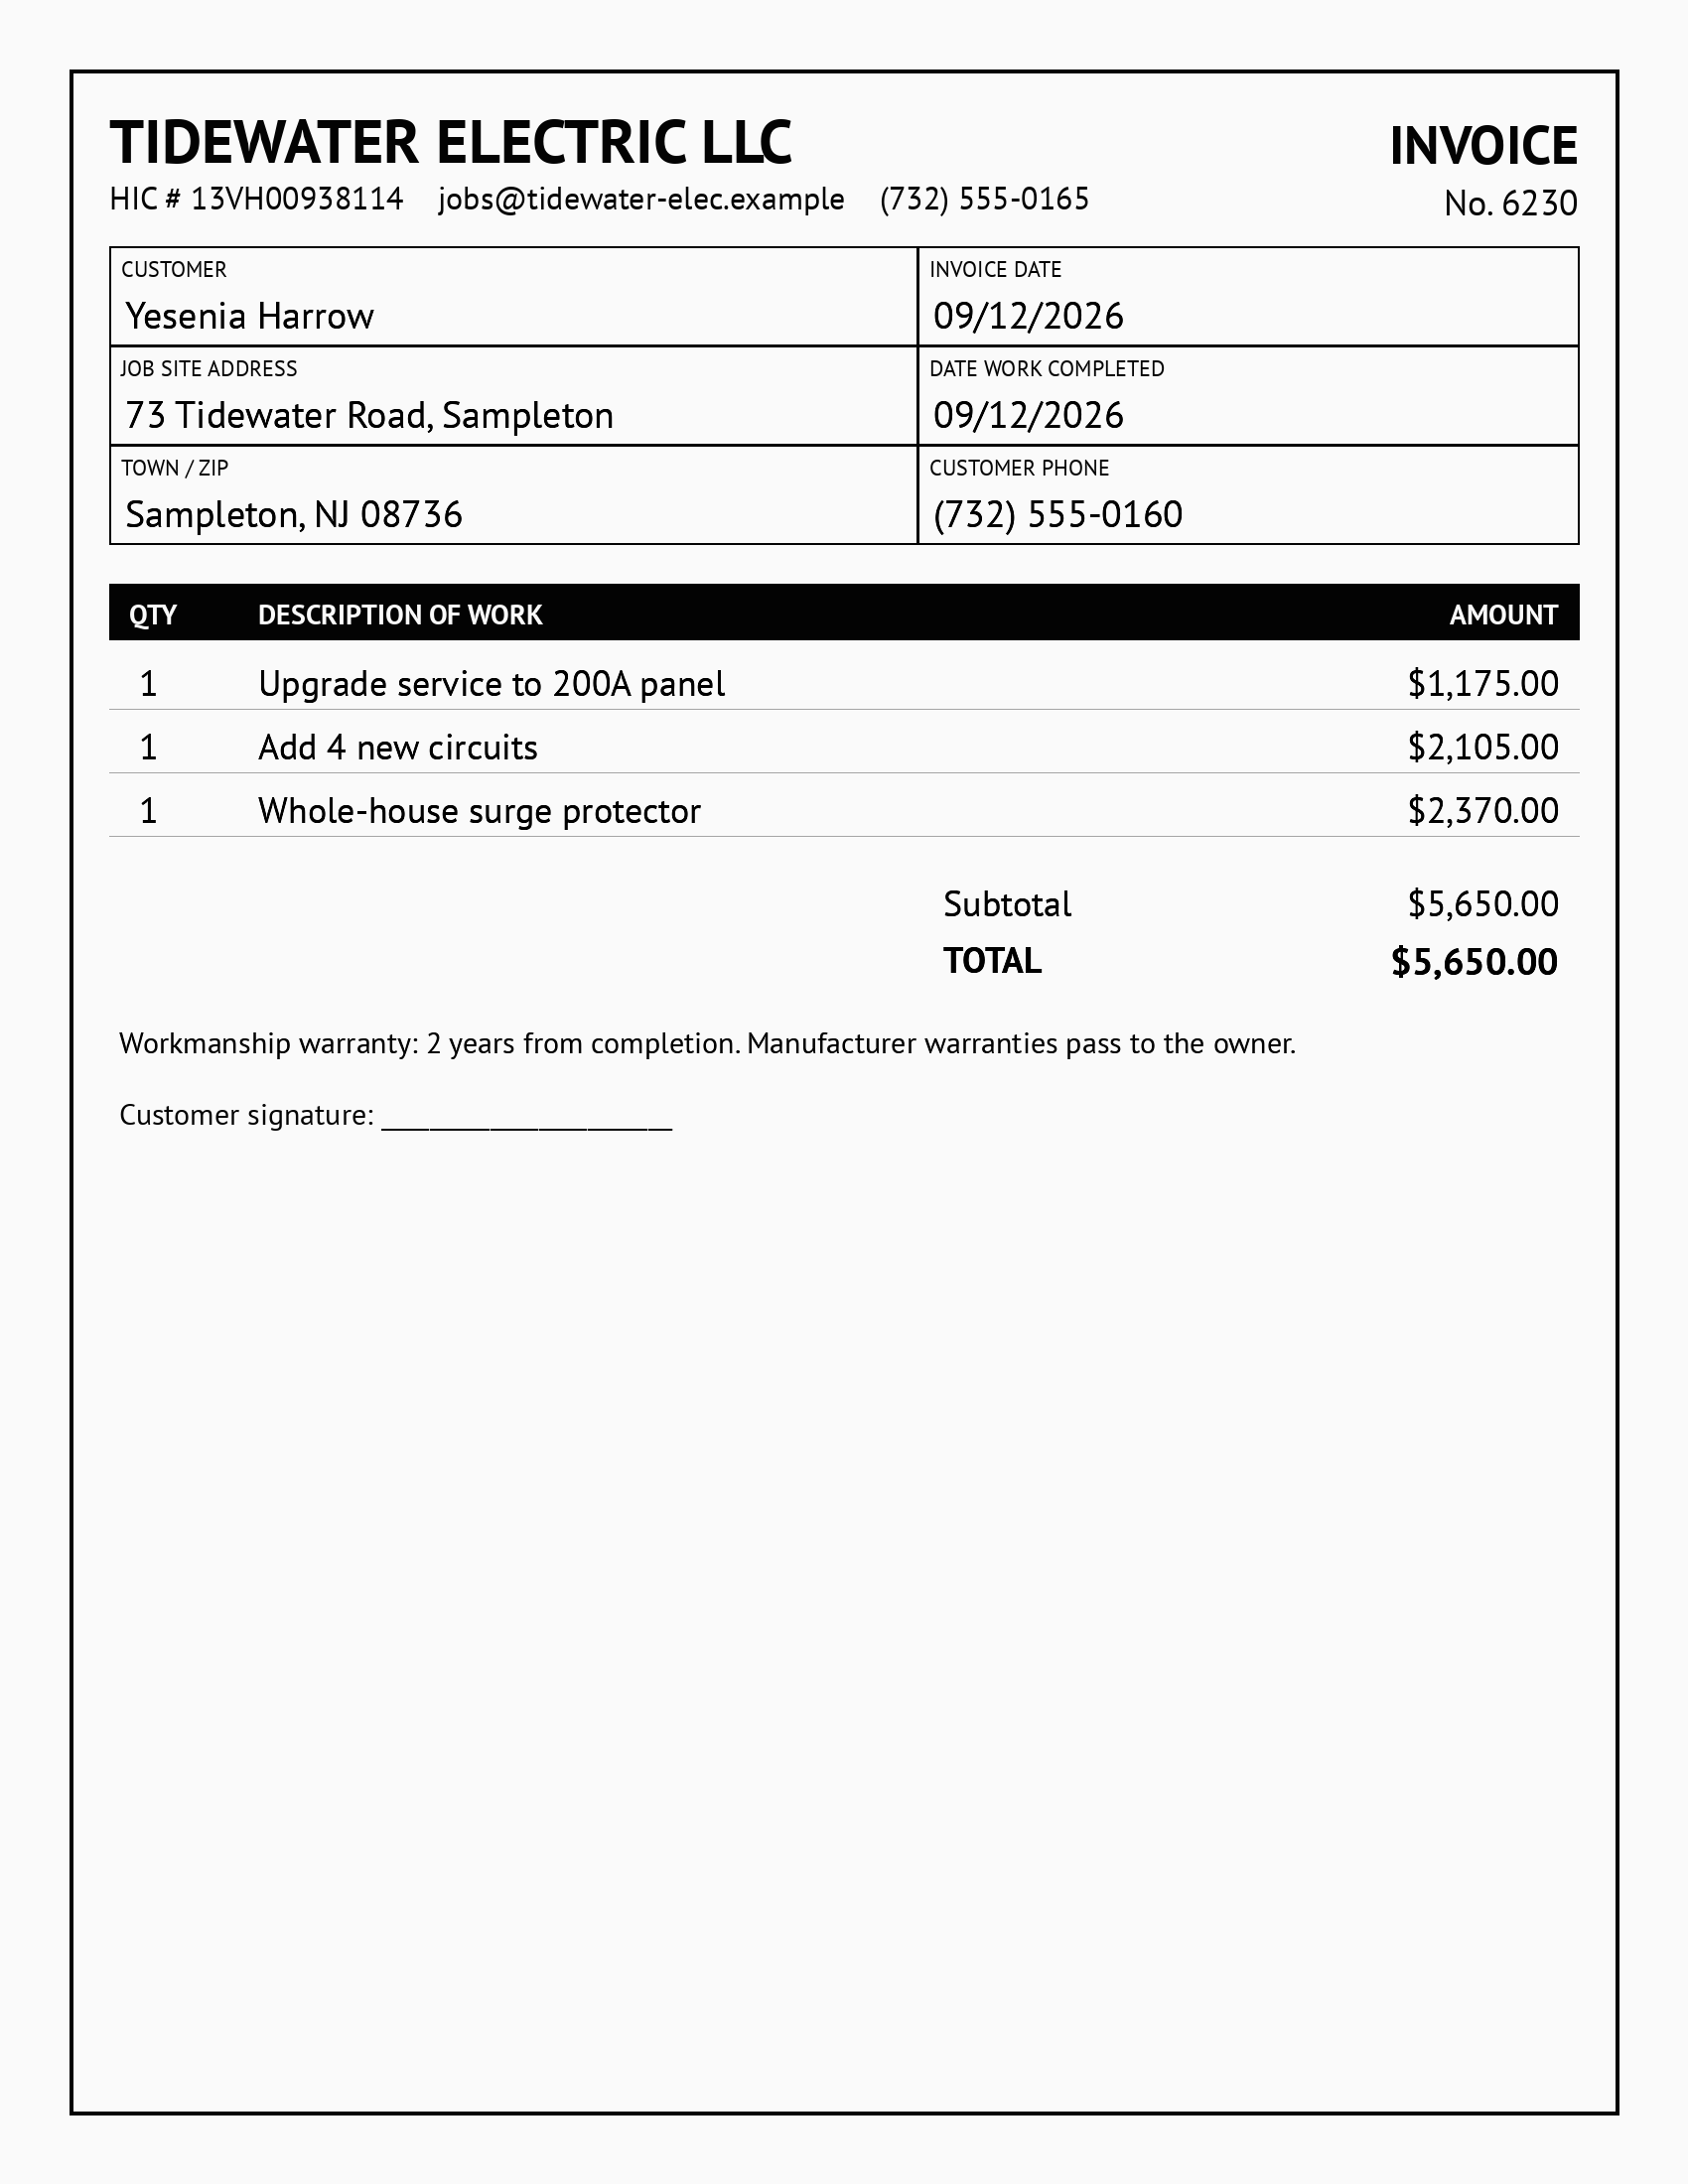 TIDEWATER ELECTRIC LLC
INVOICE
HIC # 13VH00938114 jobs@tidewater-elec.example (732) 555-0165
No. 6230
CUSTOMER
Yesenia Harrow
INVOICE DATE
09/12/2026
JOB SITE ADDRESS
73 Tidewater Road, Sampleton
DATE WORK COMPLETED
09/12/2026
TOWN / ZIP
Sampleton, NJ 08736
CUSTOMER PHONE
(732) 555-0160
QTY DESCRIPTION OF WORK AMOUNT
1 Upgrade service to 200A panel $1,175.00
1 Add 4 new circuits $2,105.00
1 Whole-house surge protector $2,370.00
Subtotal $5,650.00
TOTAL $5,650.00
Workmanship warranty: 2 years from completion. Manufacturer warranties pass to the owner.
Customer signature: ____________________